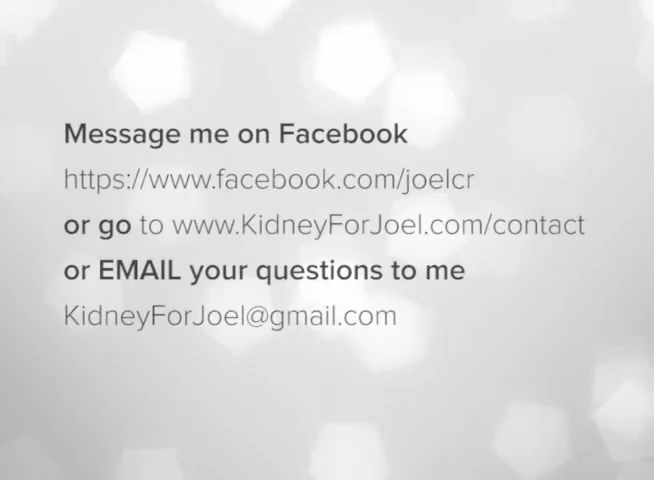 Message me on Facebook
https://www.facebook.com/joelcr
or go to www.KidneyForJoel.com/contact
or EMAIL your questions to me
KidneyForJoel@gmail.com